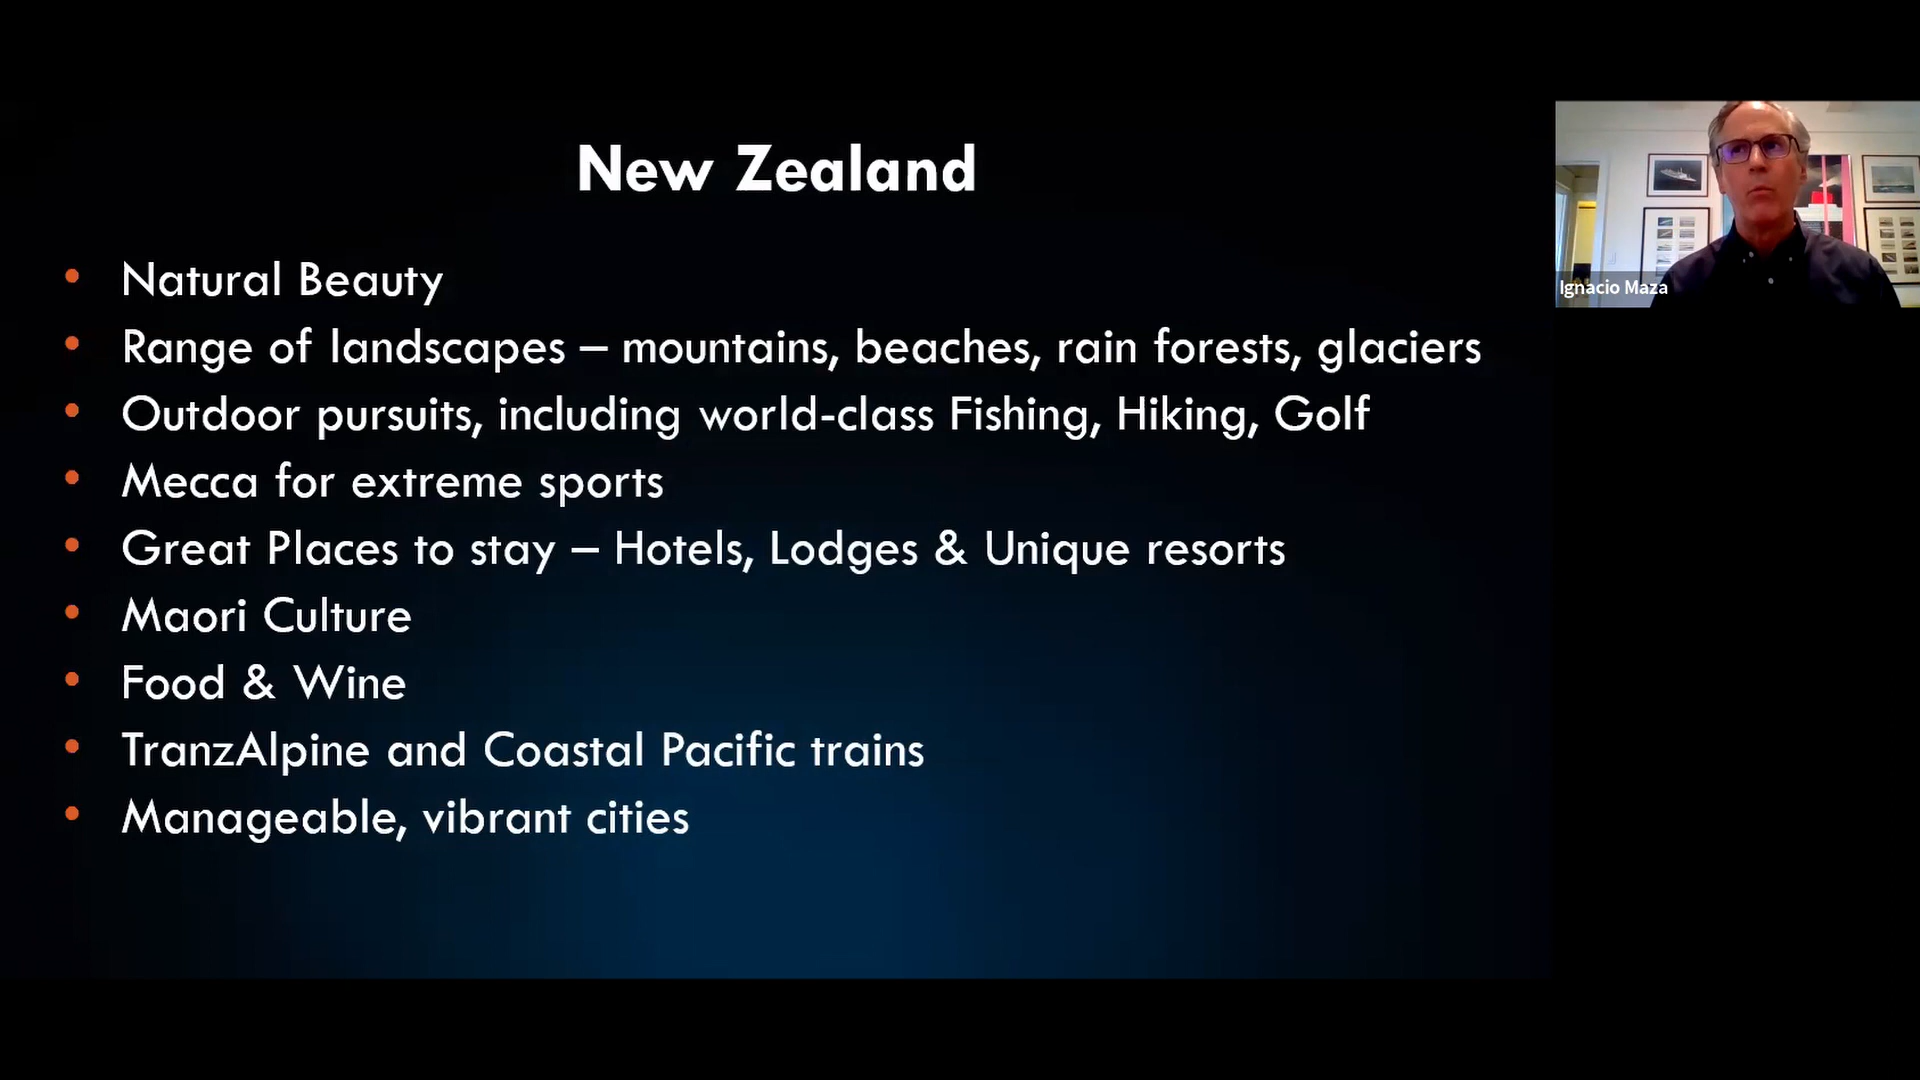 New Zealand
• Natural Beauty
• Range of landscapes – mountains, beaches, rain forests, glaciers
• Outdoor pursuits, including world-class Fishing, Hiking, Golf
• Mecca for extreme sports
• Great Places to stay – Hotels, Lodges & Unique resorts
• Maori Culture
• Food & Wine
• TranzAlpine and Coastal Pacific trains
• Manageable, vibrant cities
Ignacio Maza